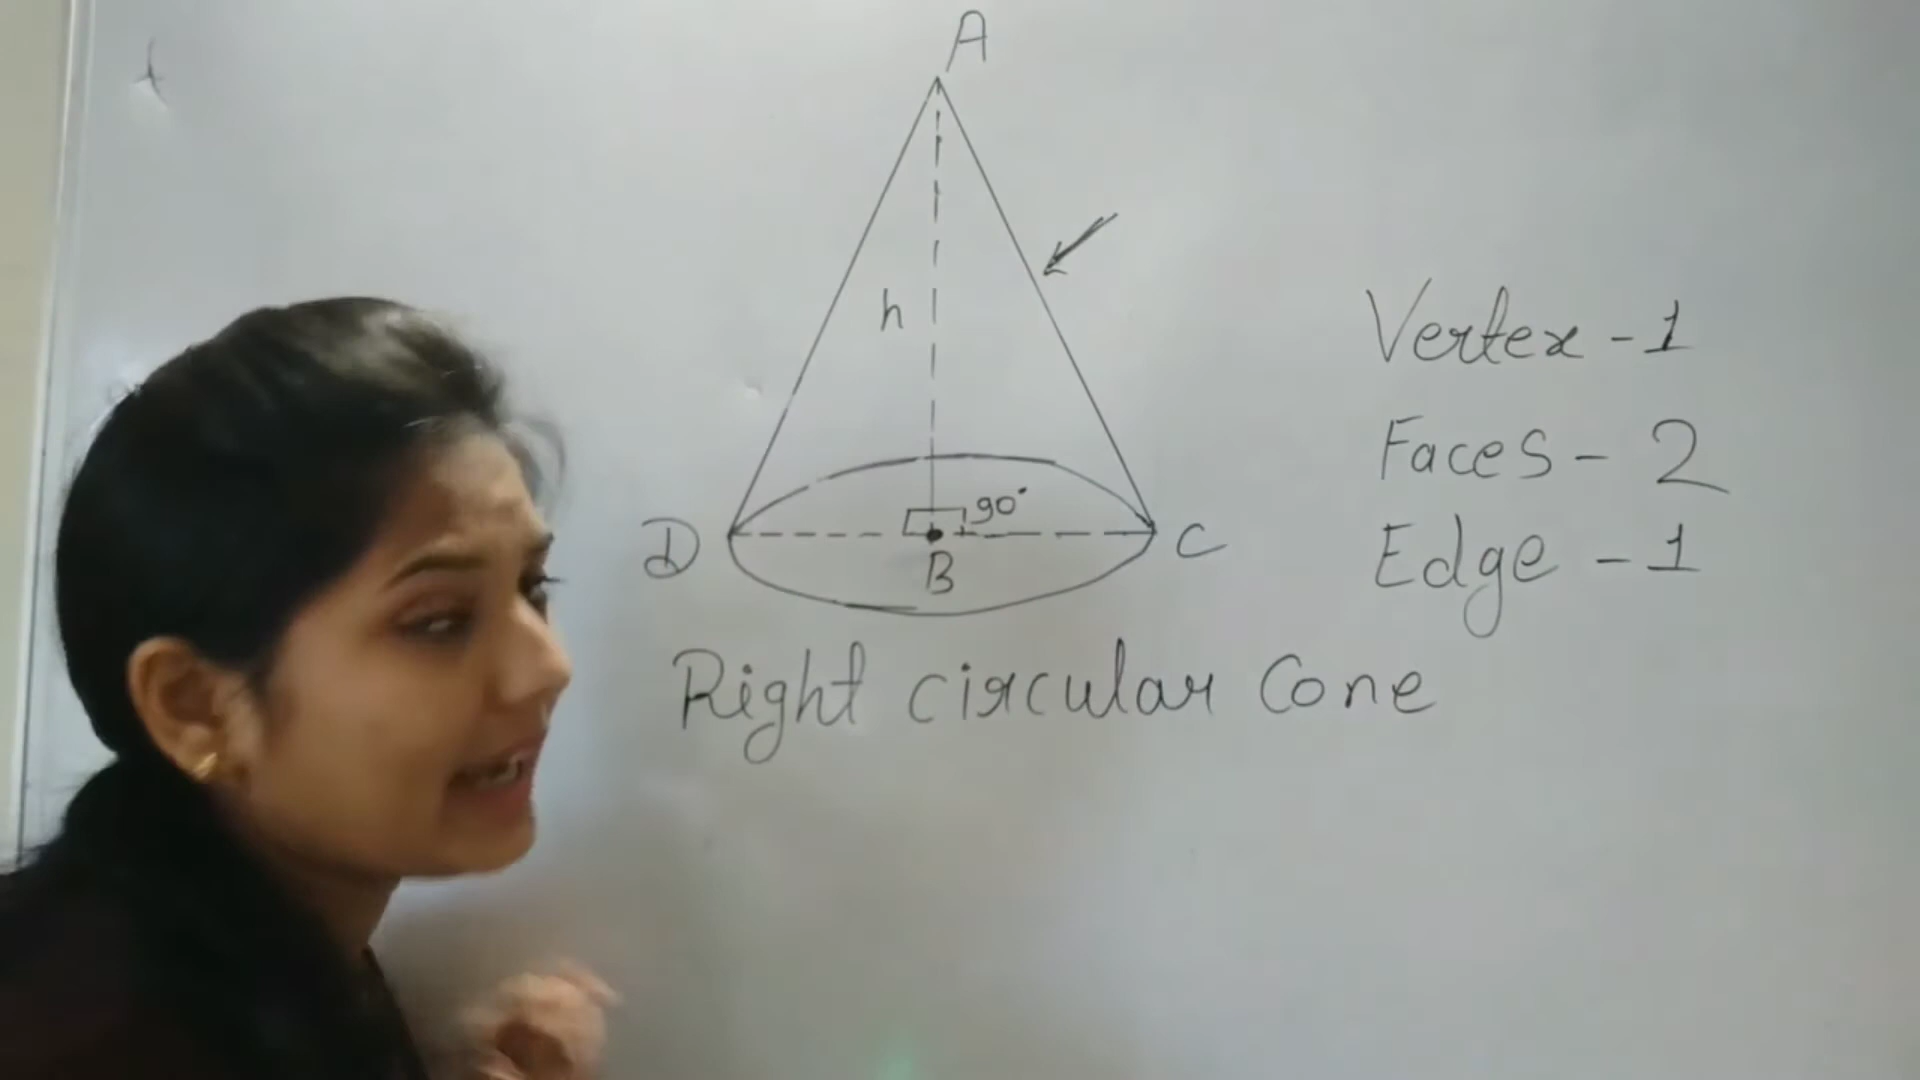 A
h
90°
D
B
C
Vertex - 1
Faces - 2
Edge - 1
Right circular Cone